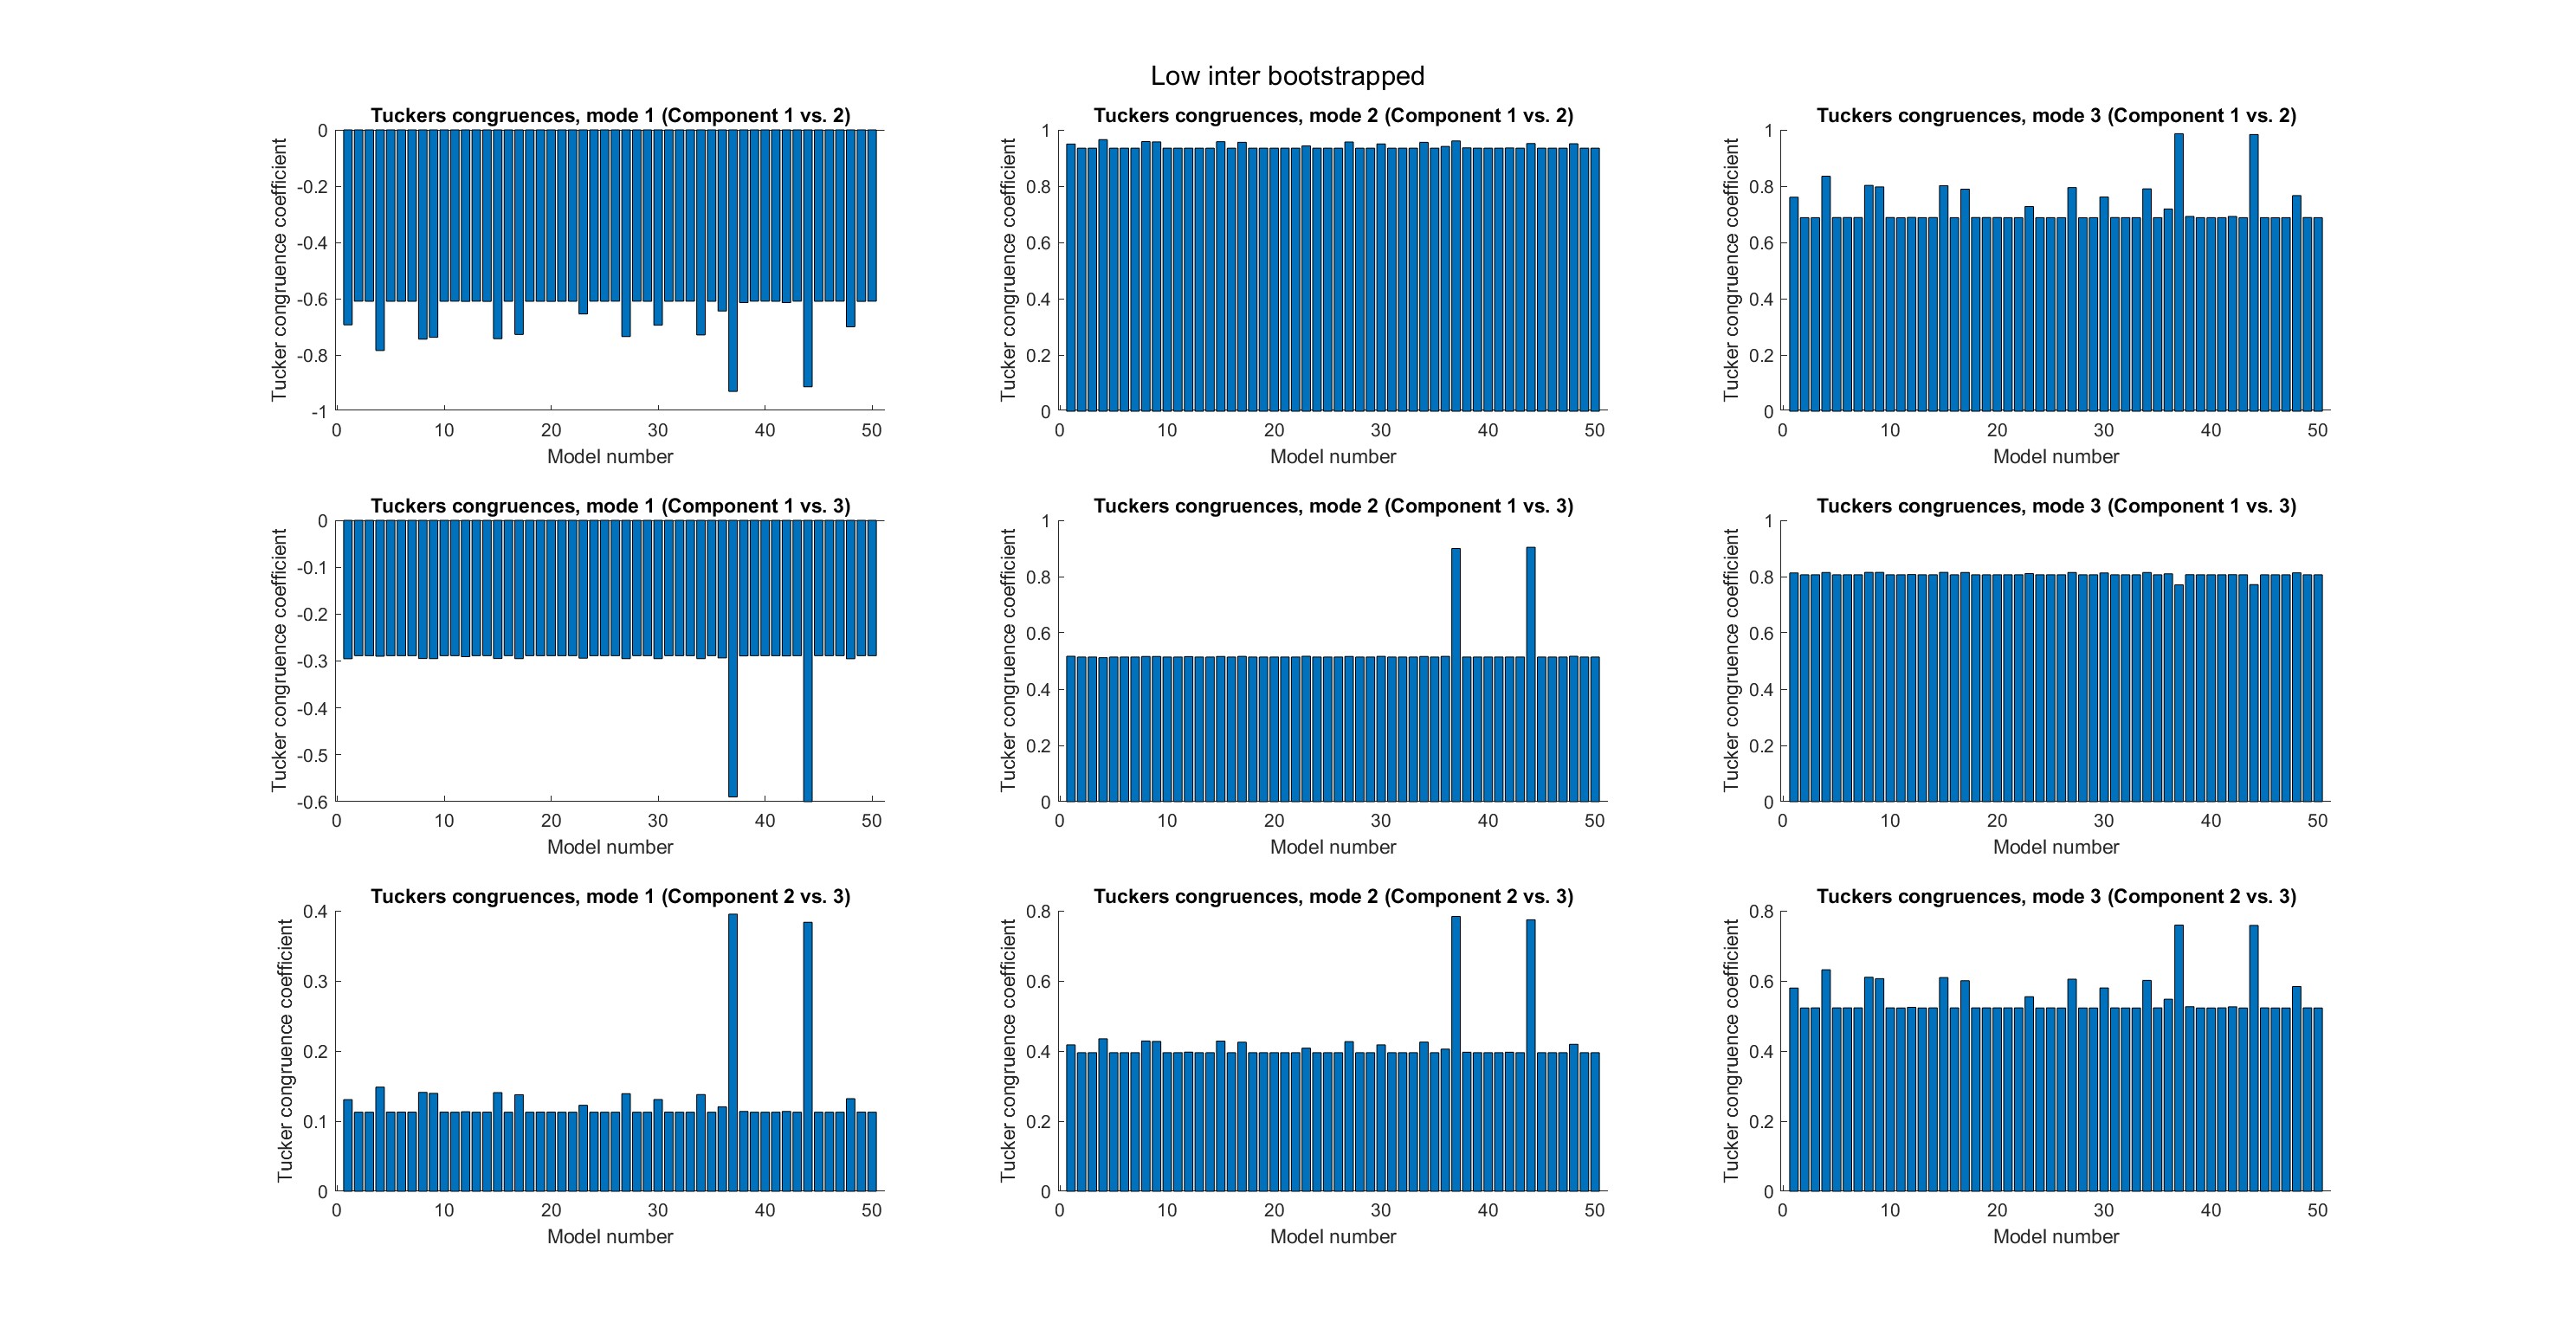 Low inter bootstrapped
Tuckers congruences, mode 1 (Component 1 vs. 2)
Tucker congruence coefficient
0
-0.2
-0.4
-0.6
-0.8
-1
0 10 20 30 40 50
Model number
Tuckers congruences, mode 2 (Component 1 vs. 2)
Tucker congruence coefficient
1
0.8
0.6
0.4
0.2
0
0 10 20 30 40 50
Model number
Tuckers congruences, mode 3 (Component 1 vs. 2)
Tucker congruence coefficient
1
0.8
0.6
0.4
0.2
0
0 10 20 30 40 50
Model number
Tuckers congruences, mode 1 (Component 1 vs. 3)
Tucker congruence coefficient
0
-0.1
-0.2
-0.3
-0.4
-0.5
-0.6
0 10 20 30 40 50
Model number
Tuckers congruences, mode 2 (Component 1 vs. 3)
Tucker congruence coefficient
1
0.8
0.6
0.4
0.2
0
0 10 20 30 40 50
Model number
Tuckers congruences, mode 3 (Component 1 vs. 3)
Tucker congruence coefficient
1
0.8
0.6
0.4
0.2
0
0 10 20 30 40 50
Model number
Tuckers congruences, mode 1 (Component 2 vs. 3)
Tucker congruence coefficient
0.4
0.3
0.2
0.1
0
0 10 20 30 40 50
Model number
Tuckers congruences, mode 2 (Component 2 vs. 3)
Tucker congruence coefficient
0.8
0.6
0.4
0.2
0
0 10 20 30 40 50
Model number
Tuckers congruences, mode 3 (Component 2 vs. 3)
Tucker congruence coefficient
0.8
0.6
0.4
0.2
0
0 10 20 30 40 50
Model number